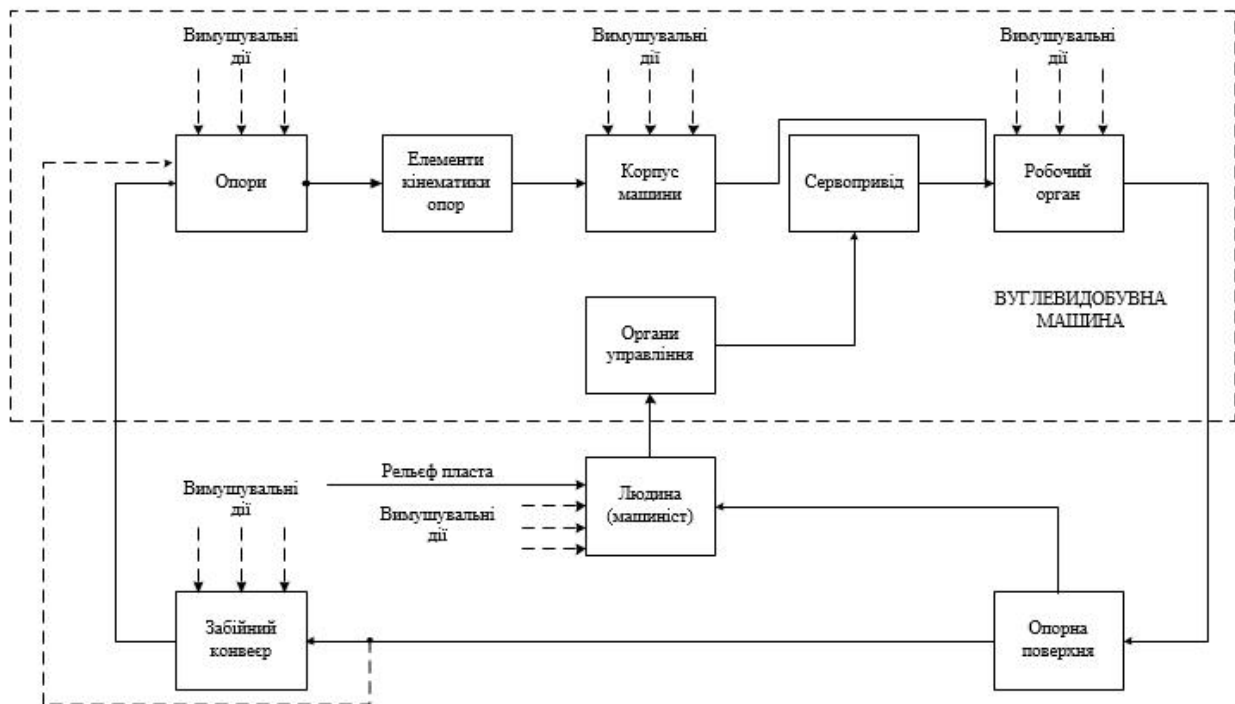 Вимушувальні
дії
Вимушувальні
дії
Вимушувальні
дії
Опори
Елементи
кінематики
опор
Корпус
машини
Сервопривід
Робочий
орган
ВУГЛЕВИДОБУВНА
МАШИНА
Органи
управління
Рельєф пласта
Людина
(машиніст)
Вимушувальні
дії
Вимушувальні
дії
Забійний
конвеєр
Опорна
поверхня